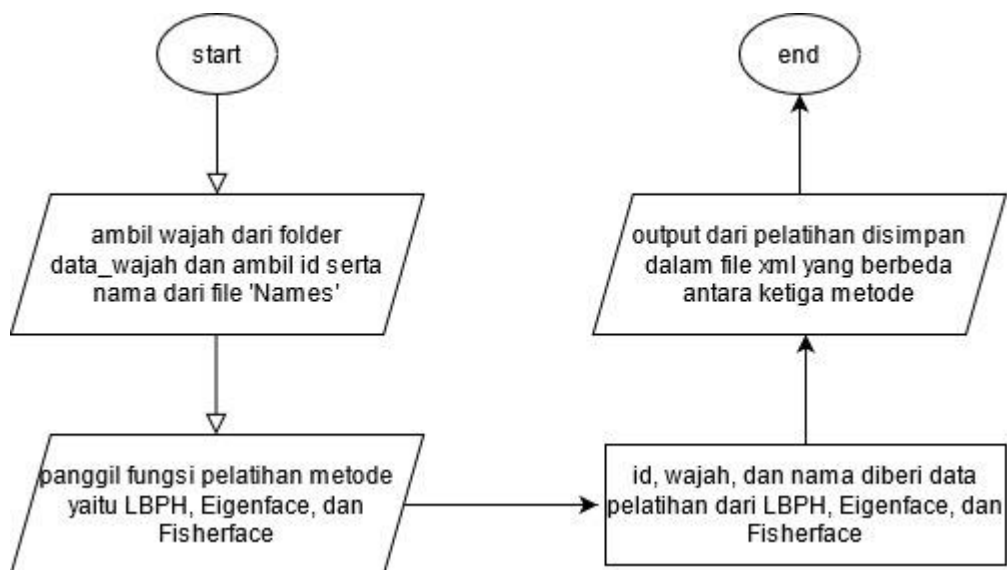 start
ambil wajah dari folder
data_wajah dan ambil id serta
nama dari file 'Names'
panggil fungsi pelatihan metode
yaitu LBPH, Eigenface, dan
Fisherface
id, wajah, dan nama diberi data
pelatihan dari LBPH, Eigenface, dan
Fisherface
output dari pelatihan disimpan
dalam file xml yang berbeda
antara ketiga metode
end